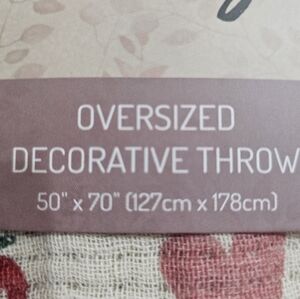 OVERSIZED
DECORATIVE THROW
50" x 70" (127cm x 178cm)